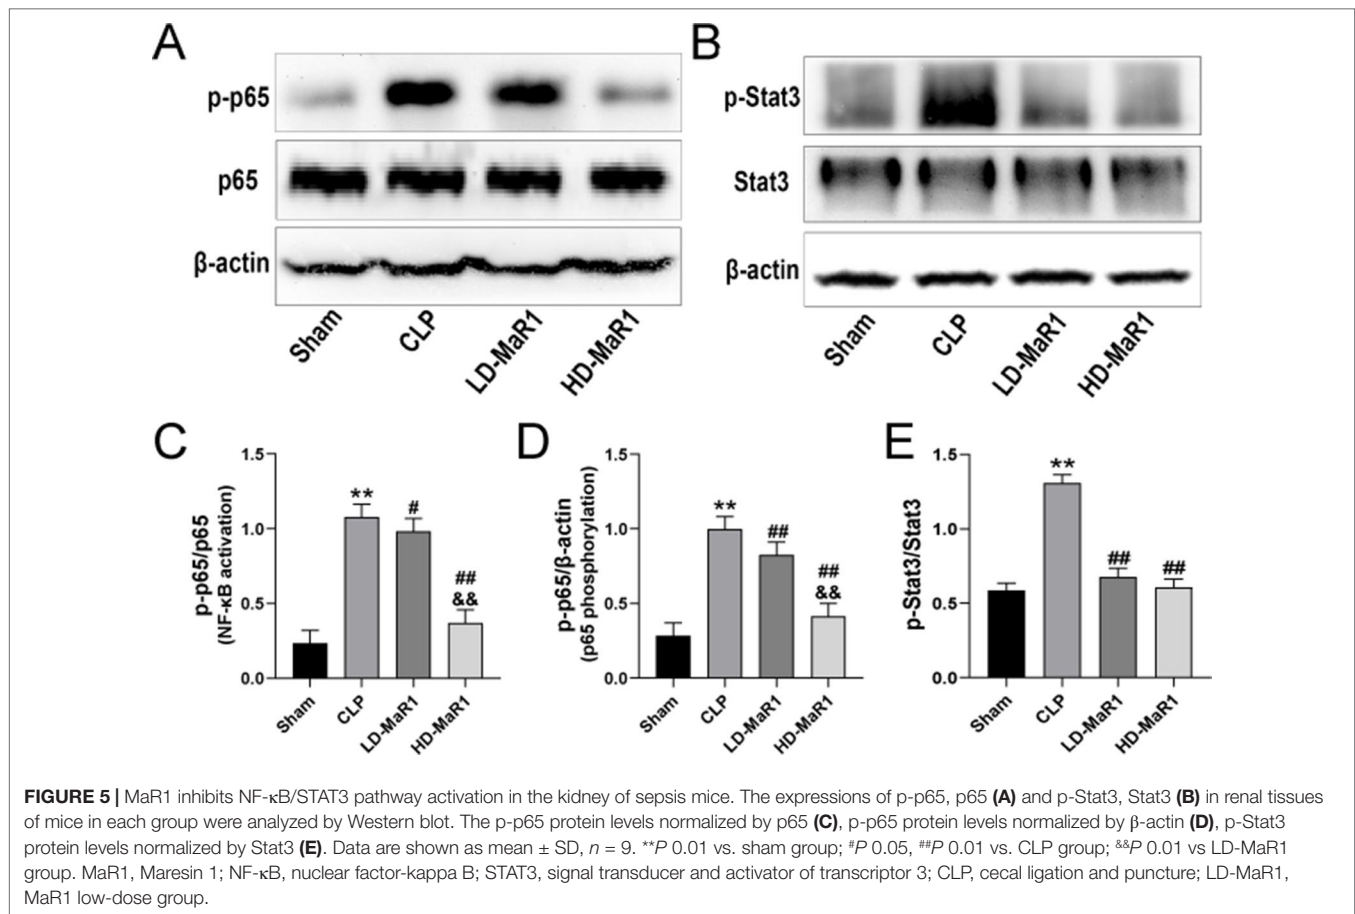 A
p-p65
p65
β-actin
Sham
CLP
LD-MaR1
HD-MaR1
B
p-Stat3
Stat3
β-actin
Sham
CLP
LD-MaR1
HD-MaR1
C
p-p65/p65
(NF-κB activation)
1.5
1.0
0.5
0.0
**
#
##
&&
Sham
CLP
LD-MaR1
HD-MaR1
D
p-p65/β-actin
(p65 phosphorylation)
1.5
1.0
0.5
0.0
**
##
##
&&
Sham
CLP
LD-MaR1
HD-MaR1
E
p-Stat3/Stat3
1.5
1.0
0.5
0.0
**
##
##
Sham
CLP
LD-MaR1
HD-MaR1
FIGURE 5 | MaR1 inhibits NF-κB/STAT3 pathway activation in the kidney of sepsis mice. The expressions of p-p65, p65 (A) and p-Stat3, Stat3 (B) in renal tissues
of mice in each group were analyzed by Western blot. The p-p65 protein levels normalized by p65 (C), p-p65 protein levels normalized by β-actin (D), p-Stat3
protein levels normalized by Stat3 (E). Data are shown as mean ± SD, n = 9. **P 0.01 vs. sham group; #P 0.05, ##P 0.01 vs. CLP group; &&P 0.01 vs LD-MaR1
group. MaR1, Maresin 1; NF-κB, nuclear factor-kappa B; STAT3, signal transducer and activator of transcriptor 3; CLP, cecal ligation and puncture; LD-MaR1,
MaR1 low-dose group.